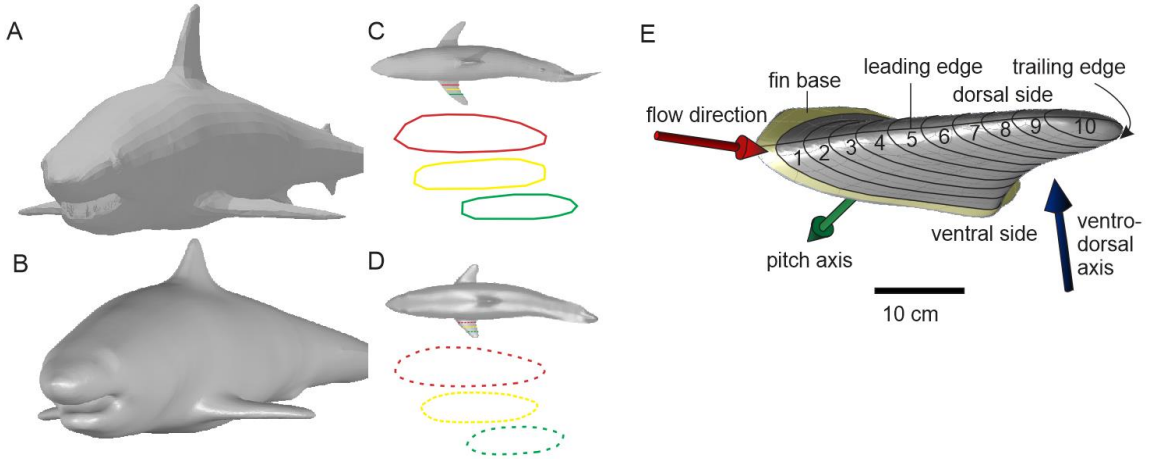 A
B
C
D
E
fin base
leading edge
trailing edge
dorsal side
flow direction
1 2 3 4 5 6 7 8 9 10
ventral side
ventro-
dorsal
axis
pitch axis
10 cm